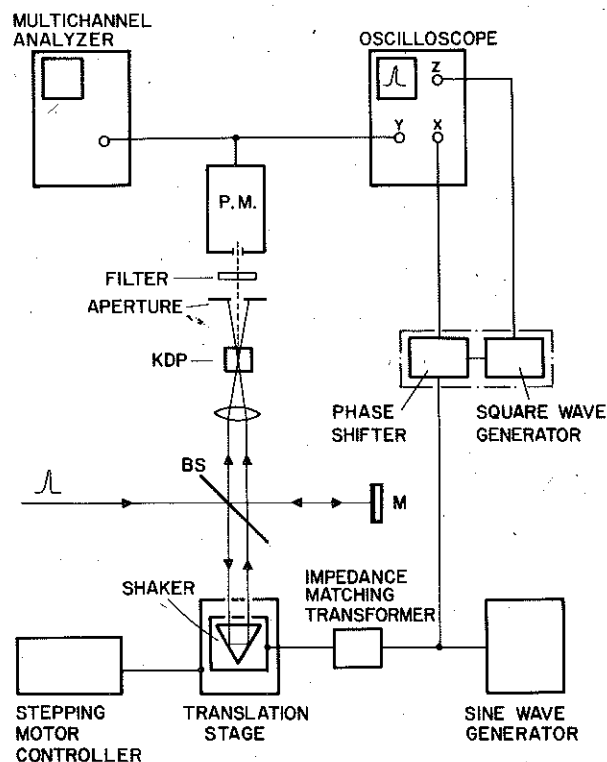 MULTICHANNEL
ANALYZER
OSCILLOSCOPE
Z
Y
X
P.M.
FILTER
APERTURE
KDP
PHASE
SHIFTER
SQUARE WAVE
GENERATOR
BS
M
SHAKER
IMPEDANCE
MATCHING
TRANSFORMER
STEPPING
MOTOR
CONTROLLER
TRANSLATION
STAGE
SINE WAVE
GENERATOR